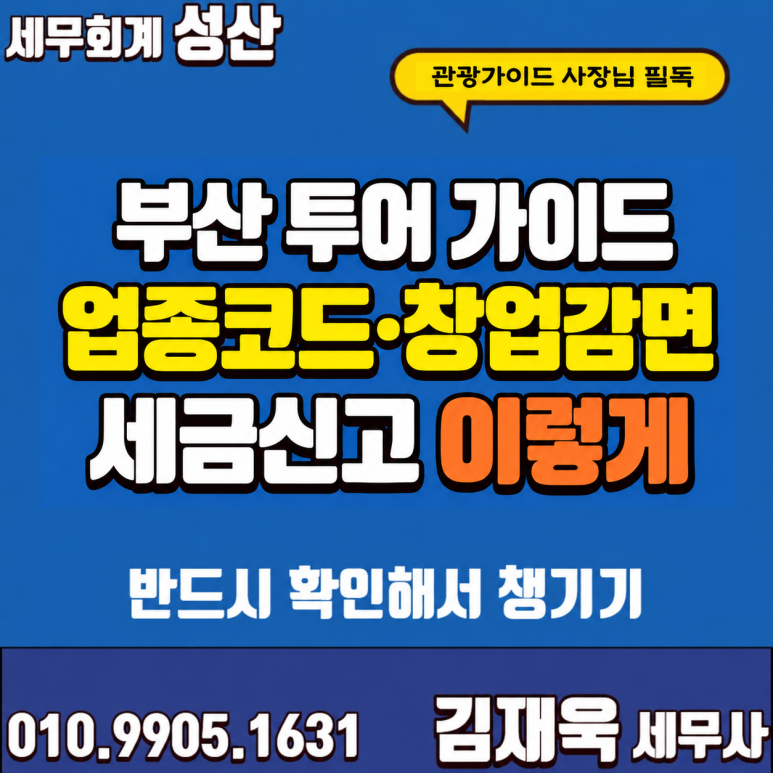 세무회계 성산
관광가이드 사장님 필독
부산 투어 가이드
업종코드·창업감면
세금신고 이렇게
반드시 확인해서 챙기기
010.9905.1631 김재욱 세무사